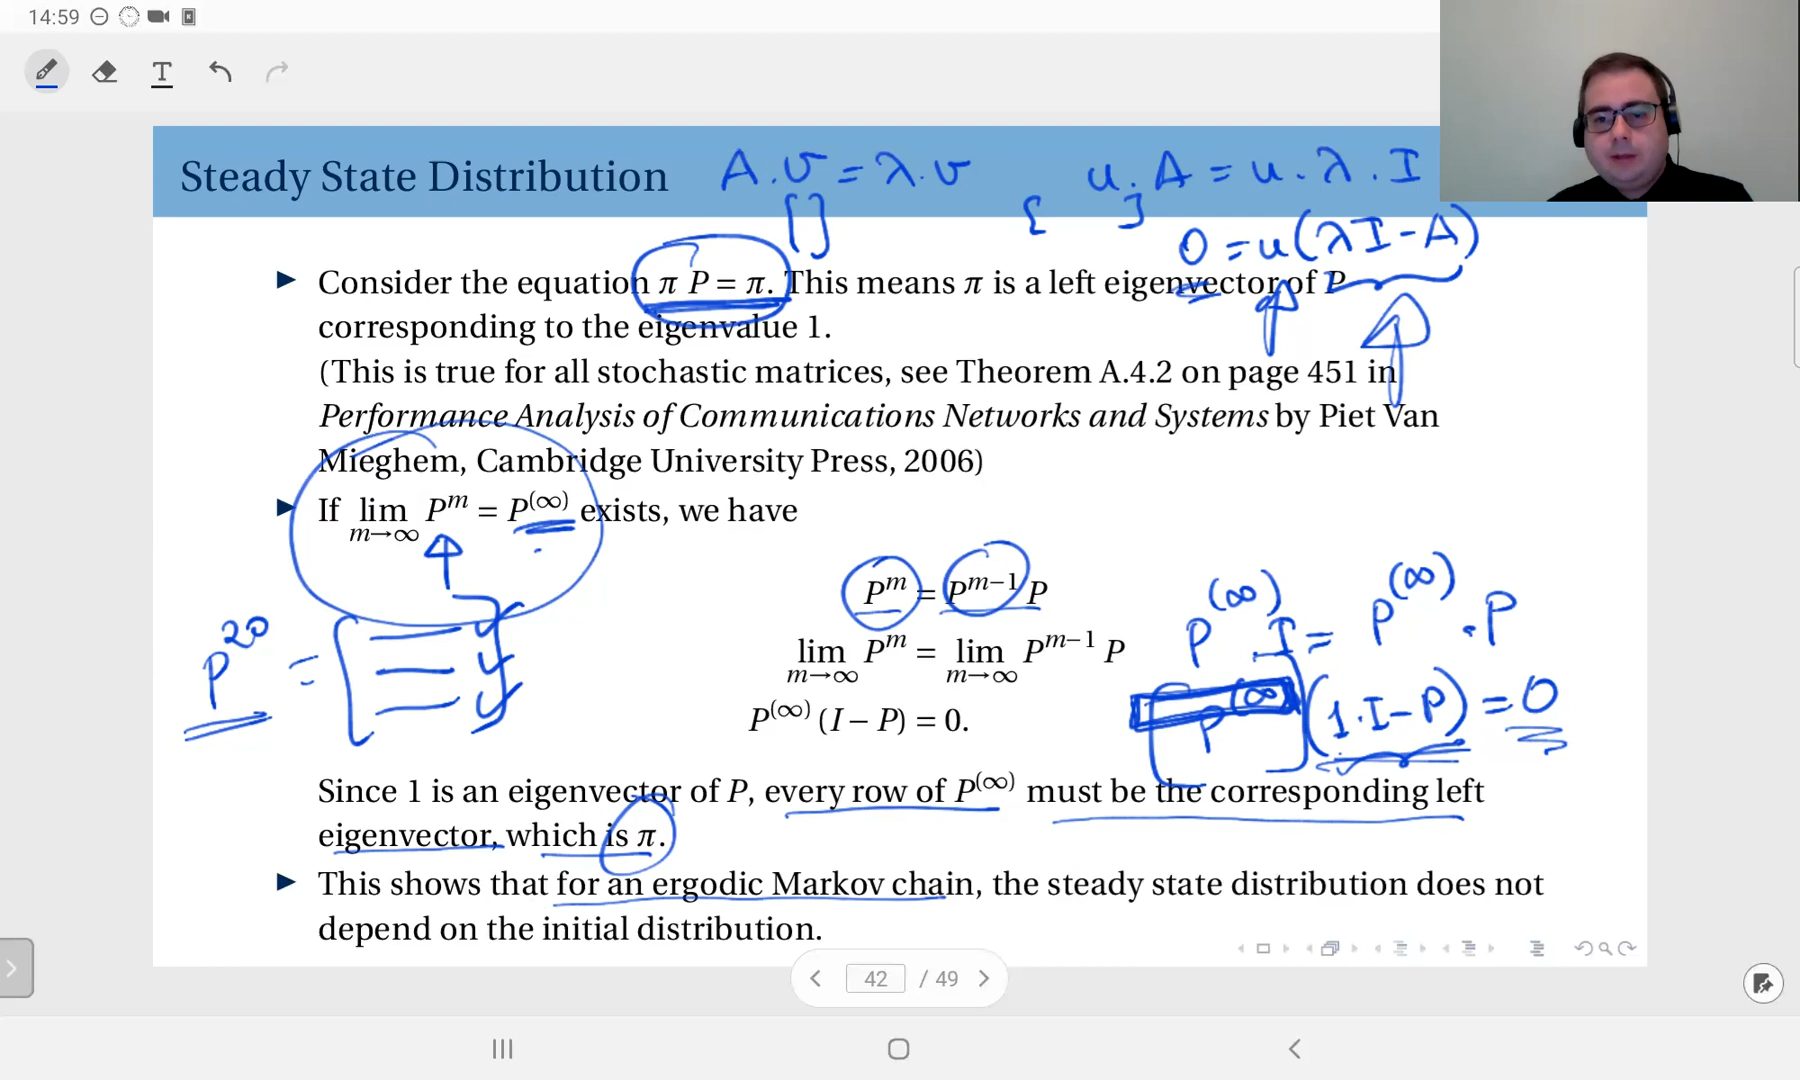 14:59
T
Steady State Distribution
A.v = λ.v
[]
u.A = u.λ.I
[ ]
0 = u(λI-A)
▶ Consider the equation π P = π. This means π is a left eigenvector of P
corresponding to the eigenvalue 1.
(This is true for all stochastic matrices, see Theorem A.4.2 on page 451 in
Performance Analysis of Communications Networks and Systems by Piet Van
Mieghem, Cambridge University Press, 2006)
▶ If lim P^m = P^(∞) exists, we have
m→∞
P^m = P^{m−1} P
lim P^m = lim P^{m−1} P
m→∞ m→∞
P^(∞) (I − P) = 0.
P^20 = [ ]
P^(∞) I = P^(∞) . P
P^(∞) (1.I-P) = 0
Since 1 is an eigenvector of P, every row of P^(∞) must be the corresponding left
eigenvector, which is π.
▶ This shows that for an ergodic Markov chain, the steady state distribution does not
depend on the initial distribution.
42 / 49